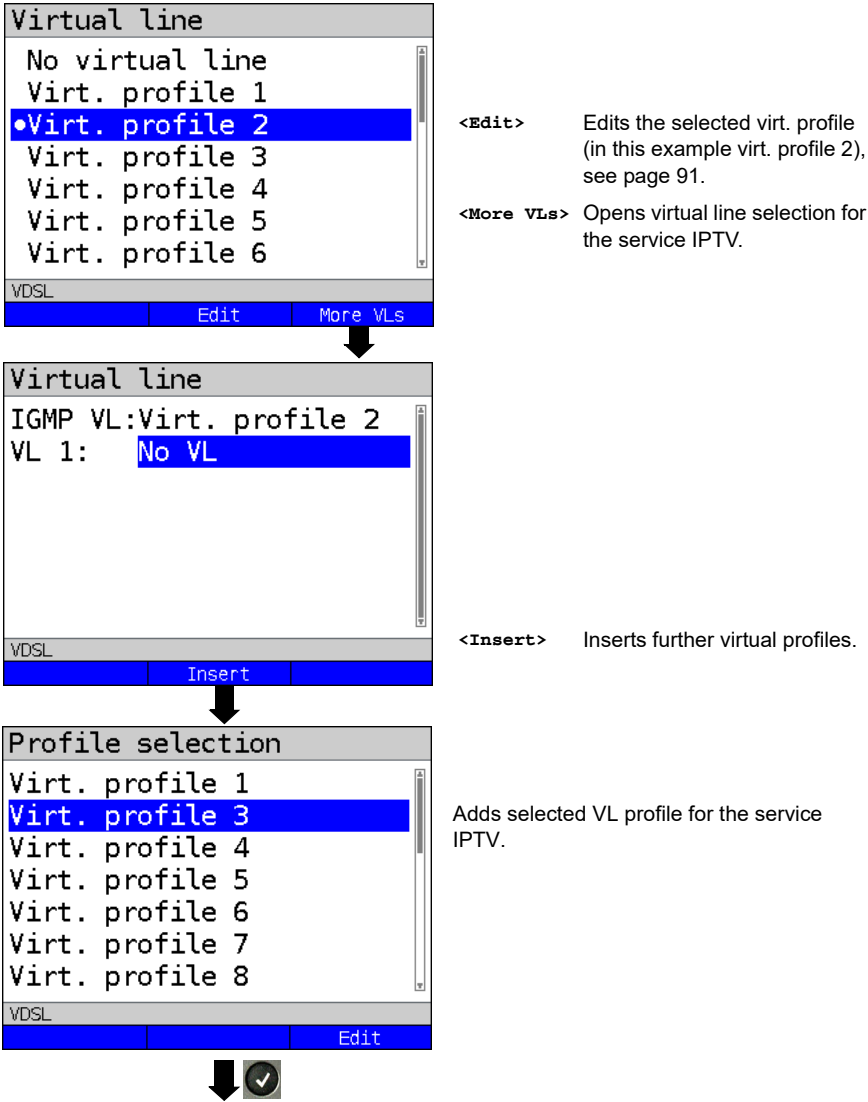 Virtual line
No virtual line
Virt. profile 1
•Virt. profile 2
Virt. profile 3
Virt. profile 4
Virt. profile 5
Virt. profile 6
VDSL
Edit More VLs
<Edit> Edits the selected virt. profile
(in this example virt. profile 2),
see page 91.
<More VLs> Opens virtual line selection for
the service IPTV.
Virtual line
IGMP VL:Virt. profile 2
VL 1: No VL
VDSL
Insert
<Insert> Inserts further virtual profiles.
Profile selection
Virt. profile 1
Virt. profile 3
Virt. profile 4
Virt. profile 5
Virt. profile 6
Virt. profile 7
Virt. profile 8
VDSL
Edit
Adds selected VL profile for the service
IPTV.